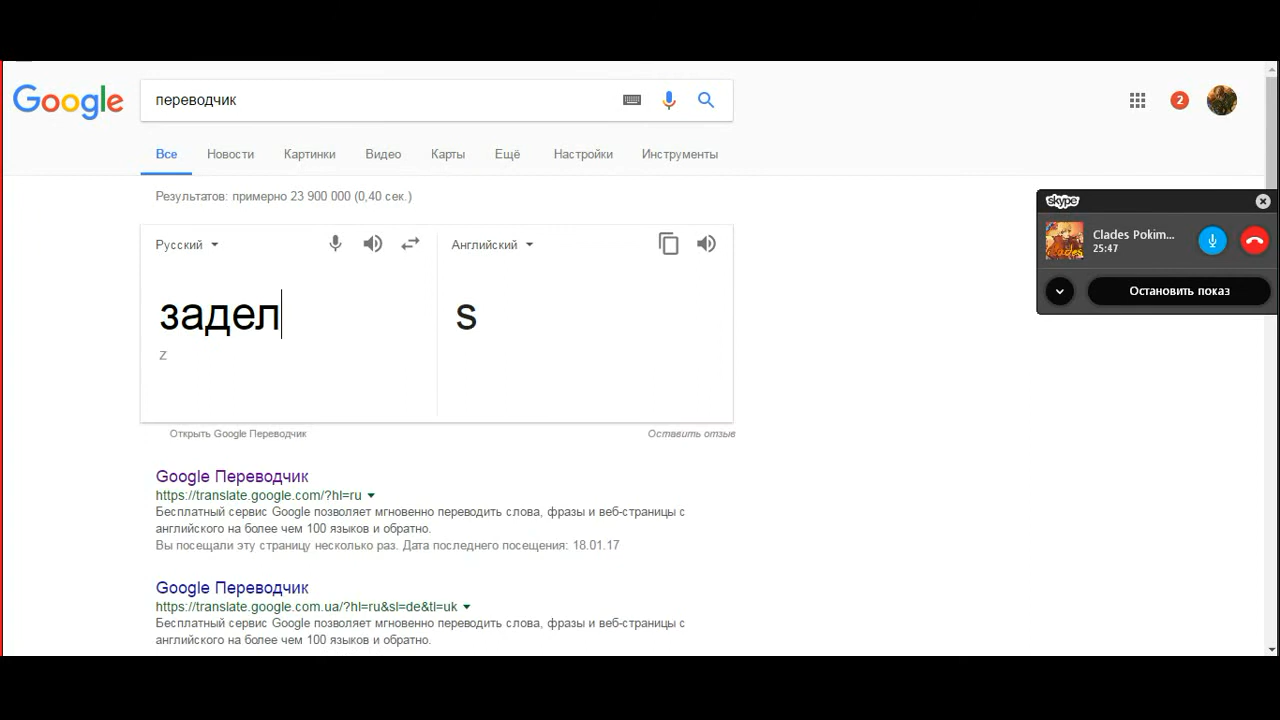 Google
переводчик
2
Все Новости Картинки Видео Карты Ещё Настройки Инструменты
Результатов: примерно 23 900 000 (0,40 сек.)
skype
Clades Pokim...
25:47
Остановить показ
Русский Английский
задел s
z
Открыть Google Переводчик Оставить отзыв
Google Переводчик
https://translate.google.com/?hl=ru
Бесплатный сервис Google позволяет мгновенно переводить слова, фразы и веб-страницы с
английского на более чем 100 языков и обратно.
Вы посещали эту страницу несколько раз. Дата последнего посещения: 18.01.17
Google Переводчик
https://translate.google.com.ua/?hl=ru&sl=de&tl=uk
Бесплатный сервис Google позволяет мгновенно переводить слова, фразы и веб-страницы с
английского на более чем 100 языков и обратно.